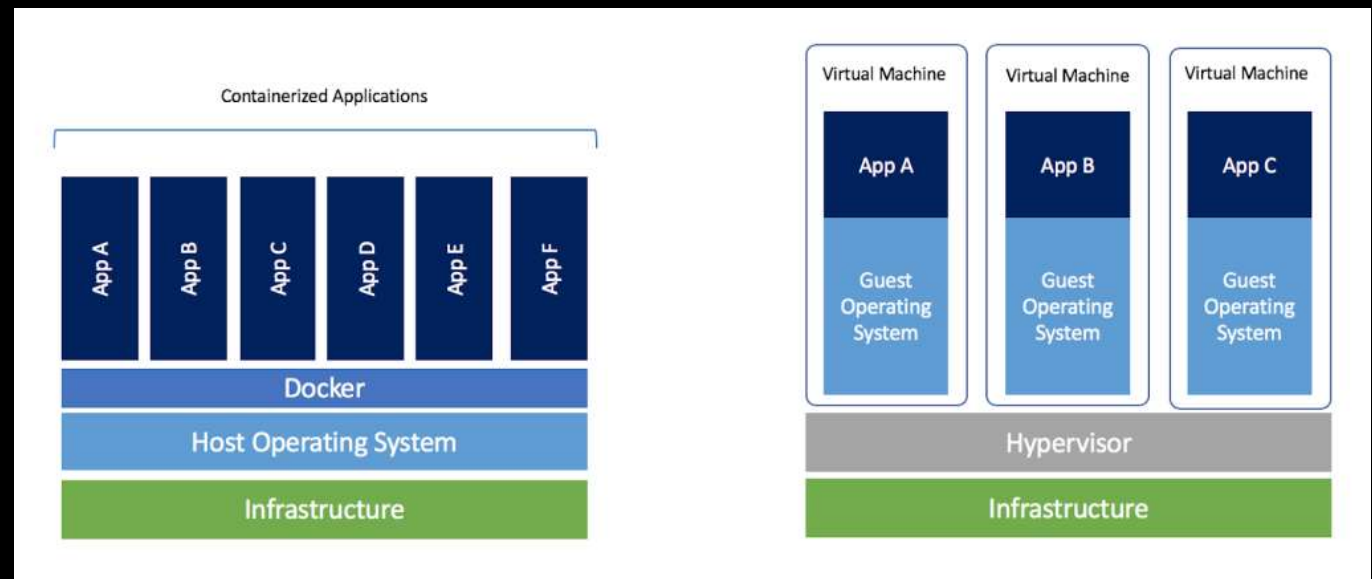 Containerized Applications
App A
App B
App C
App D
App E
App F
Docker
Host Operating System
Infrastructure
Virtual Machine
App A
Guest
Operating
System
Virtual Machine
App B
Guest
Operating
System
Virtual Machine
App C
Guest
Operating
System
Hypervisor
Infrastructure